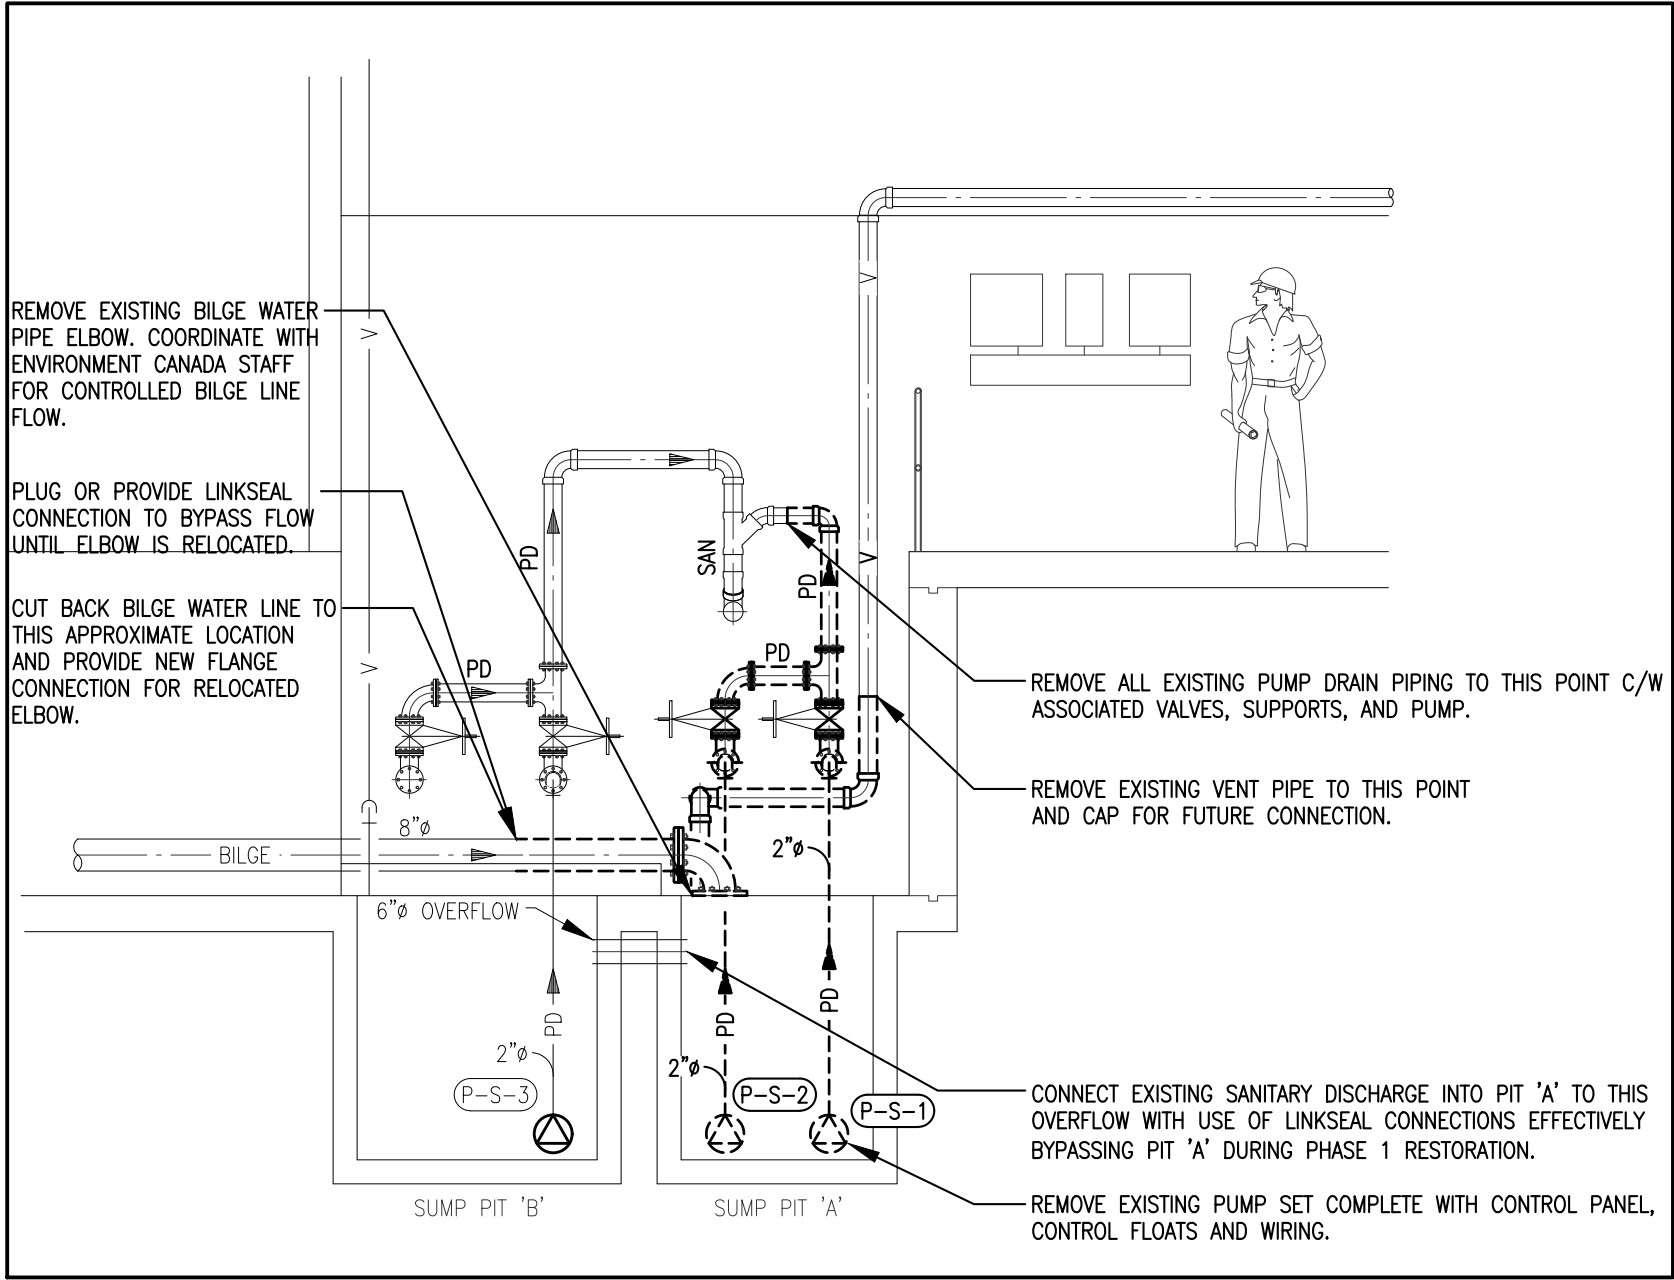 REMOVE EXISTING BILGE WATER
PIPE ELBOW. COORDINATE WITH
ENVIRONMENT CANADA STAFF
FOR CONTROLLED BILGE LINE
FLOW.
PLUG OR PROVIDE LINKSEAL
CONNECTION TO BYPASS FLOW
UNTIL ELBOW IS RELOCATED.
CUT BACK BILGE WATER LINE TO
THIS APPROXIMATE LOCATION
AND PROVIDE NEW FLANGE
CONNECTION FOR RELOCATED
ELBOW.
V
V
V
V
PD
SAN
PD
PD
PD
REMOVE ALL EXISTING PUMP DRAIN PIPING TO THIS POINT C/W
ASSOCIATED VALVES, SUPPORTS, AND PUMP.
REMOVE EXISTING VENT PIPE TO THIS POINT
AND CAP FOR FUTURE CONNECTION.
8"ø
BILGE
2"ø
6"ø OVERFLOW
PD
PD
PD
2"ø
2"ø
P-S-3
P-S-2
P-S-1
CONNECT EXISTING SANITARY DISCHARGE INTO PIT 'A' TO THIS
OVERFLOW WITH USE OF LINKSEAL CONNECTIONS EFFECTIVELY
BYPASSING PIT 'A' DURING PHASE 1 RESTORATION.
REMOVE EXISTING PUMP SET COMPLETE WITH CONTROL PANEL,
CONTROL FLOATS AND WIRING.
SUMP PIT 'B'
SUMP PIT 'A'